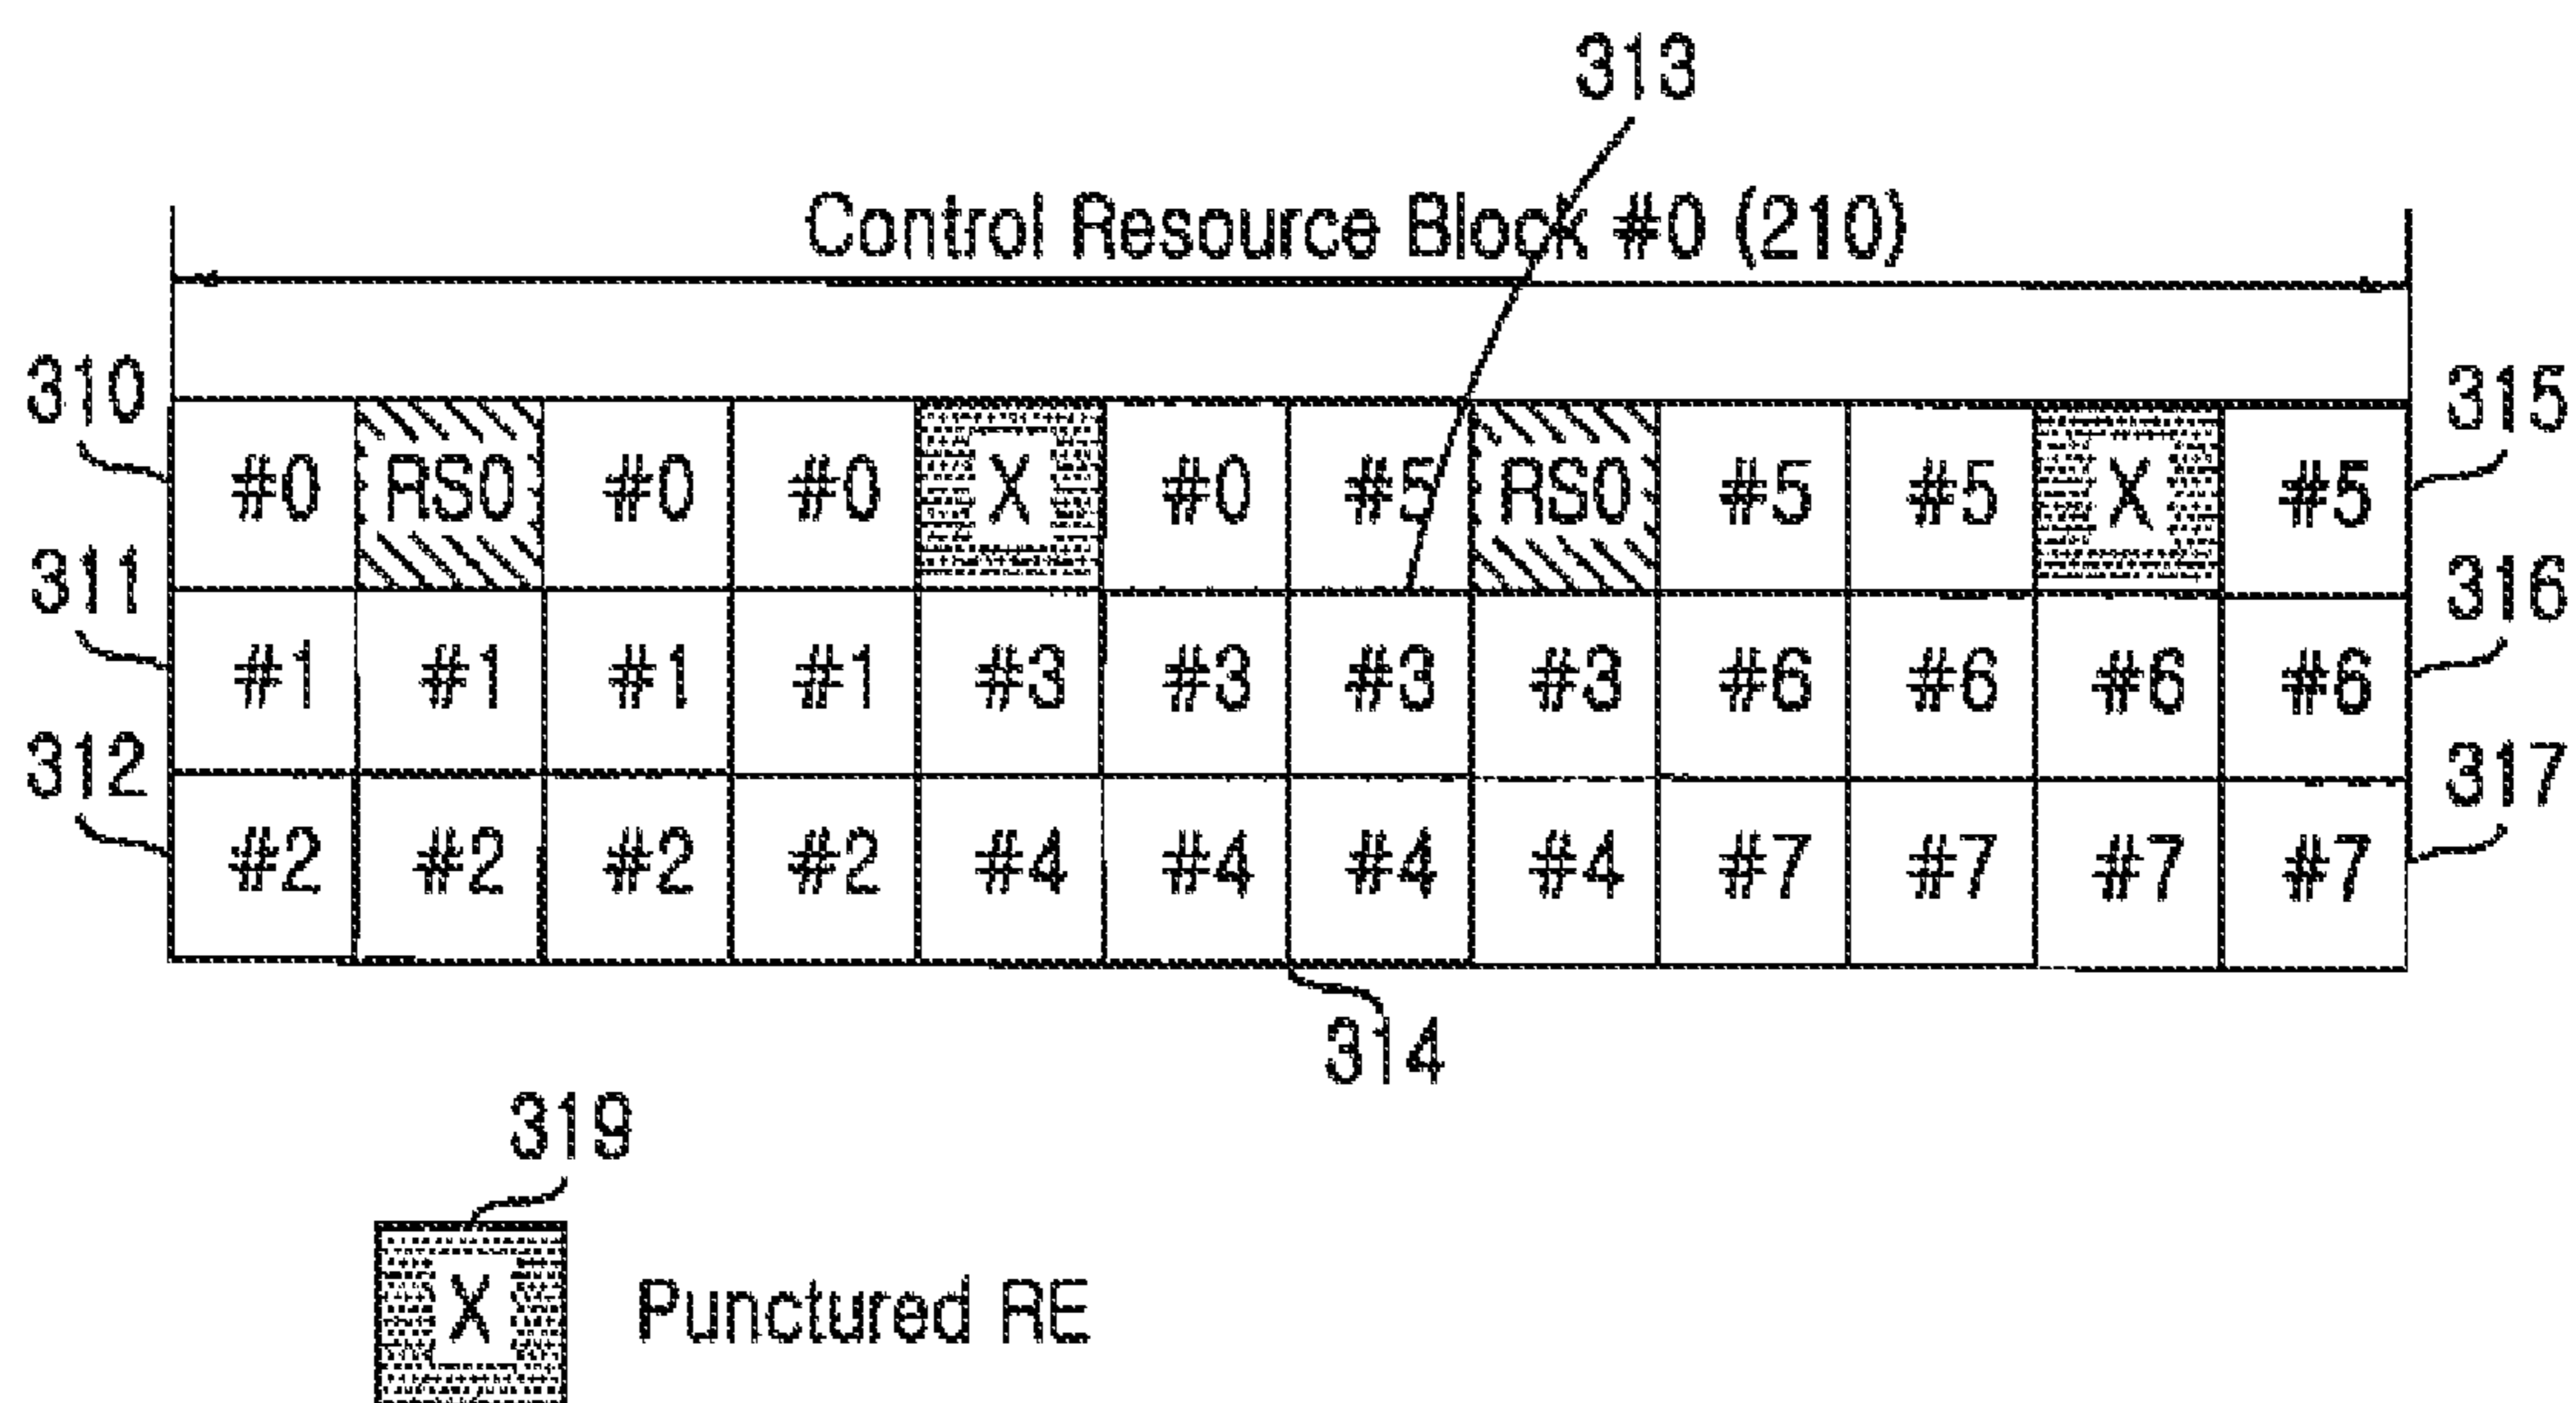 313
Control Resource Block #0 (210)
310 #0 RS0 #0 #0 X #0 #5 RS0 #5 #5 X #5 315
311 #1 #1 #1 #1 #3 #3 #3 #3 #6 #6 #6 #6 316
312 #2 #2 #2 #2 #4 #4 #4 #4 #7 #7 #7 #7 317
314
319
X Punctured RE